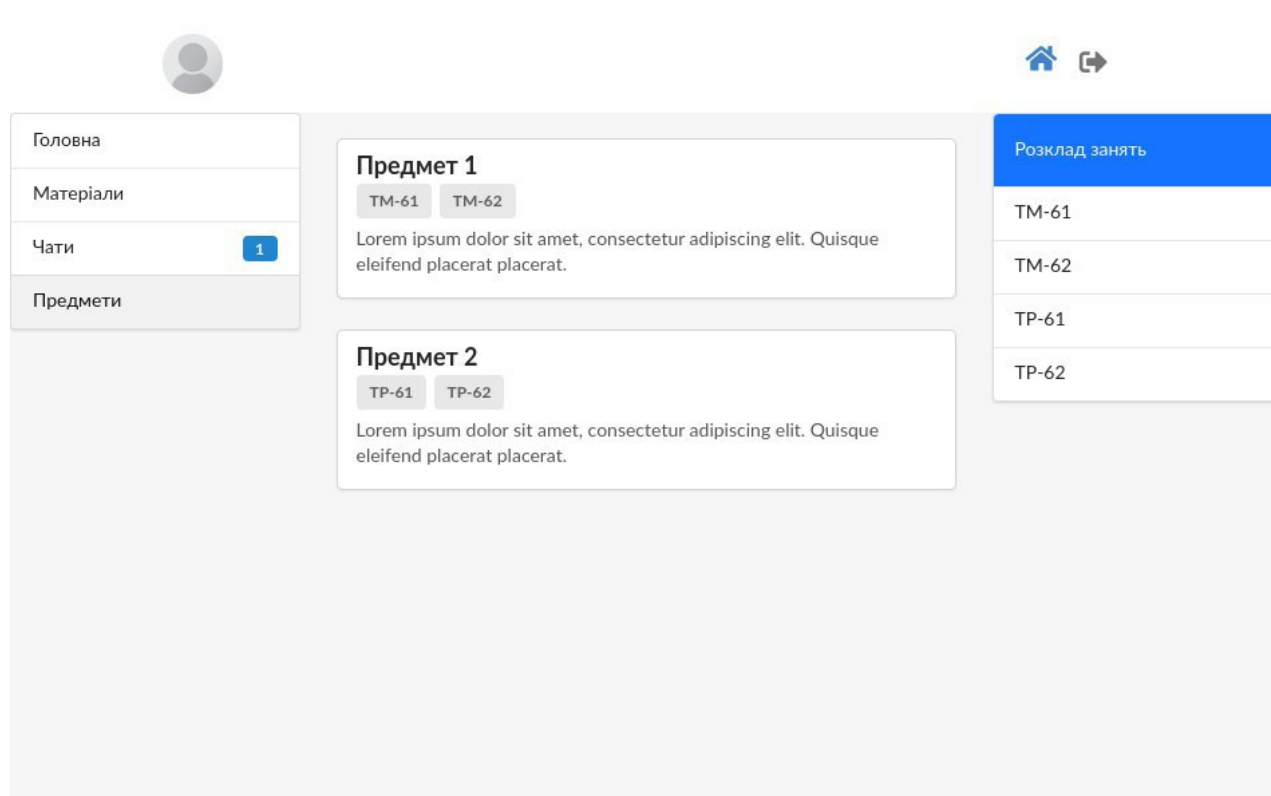 Головна
Матеріали
Чати 1
Предмети
Предмет 1
ТМ-61 ТМ-62
Lorem ipsum dolor sit amet, consectetur adipiscing elit. Quisque
eleifend placerat placerat.
Предмет 2
ТР-61 ТР-62
Lorem ipsum dolor sit amet, consectetur adipiscing elit. Quisque
eleifend placerat placerat.
Розклад занять
ТМ-61
ТМ-62
ТР-61
ТР-62